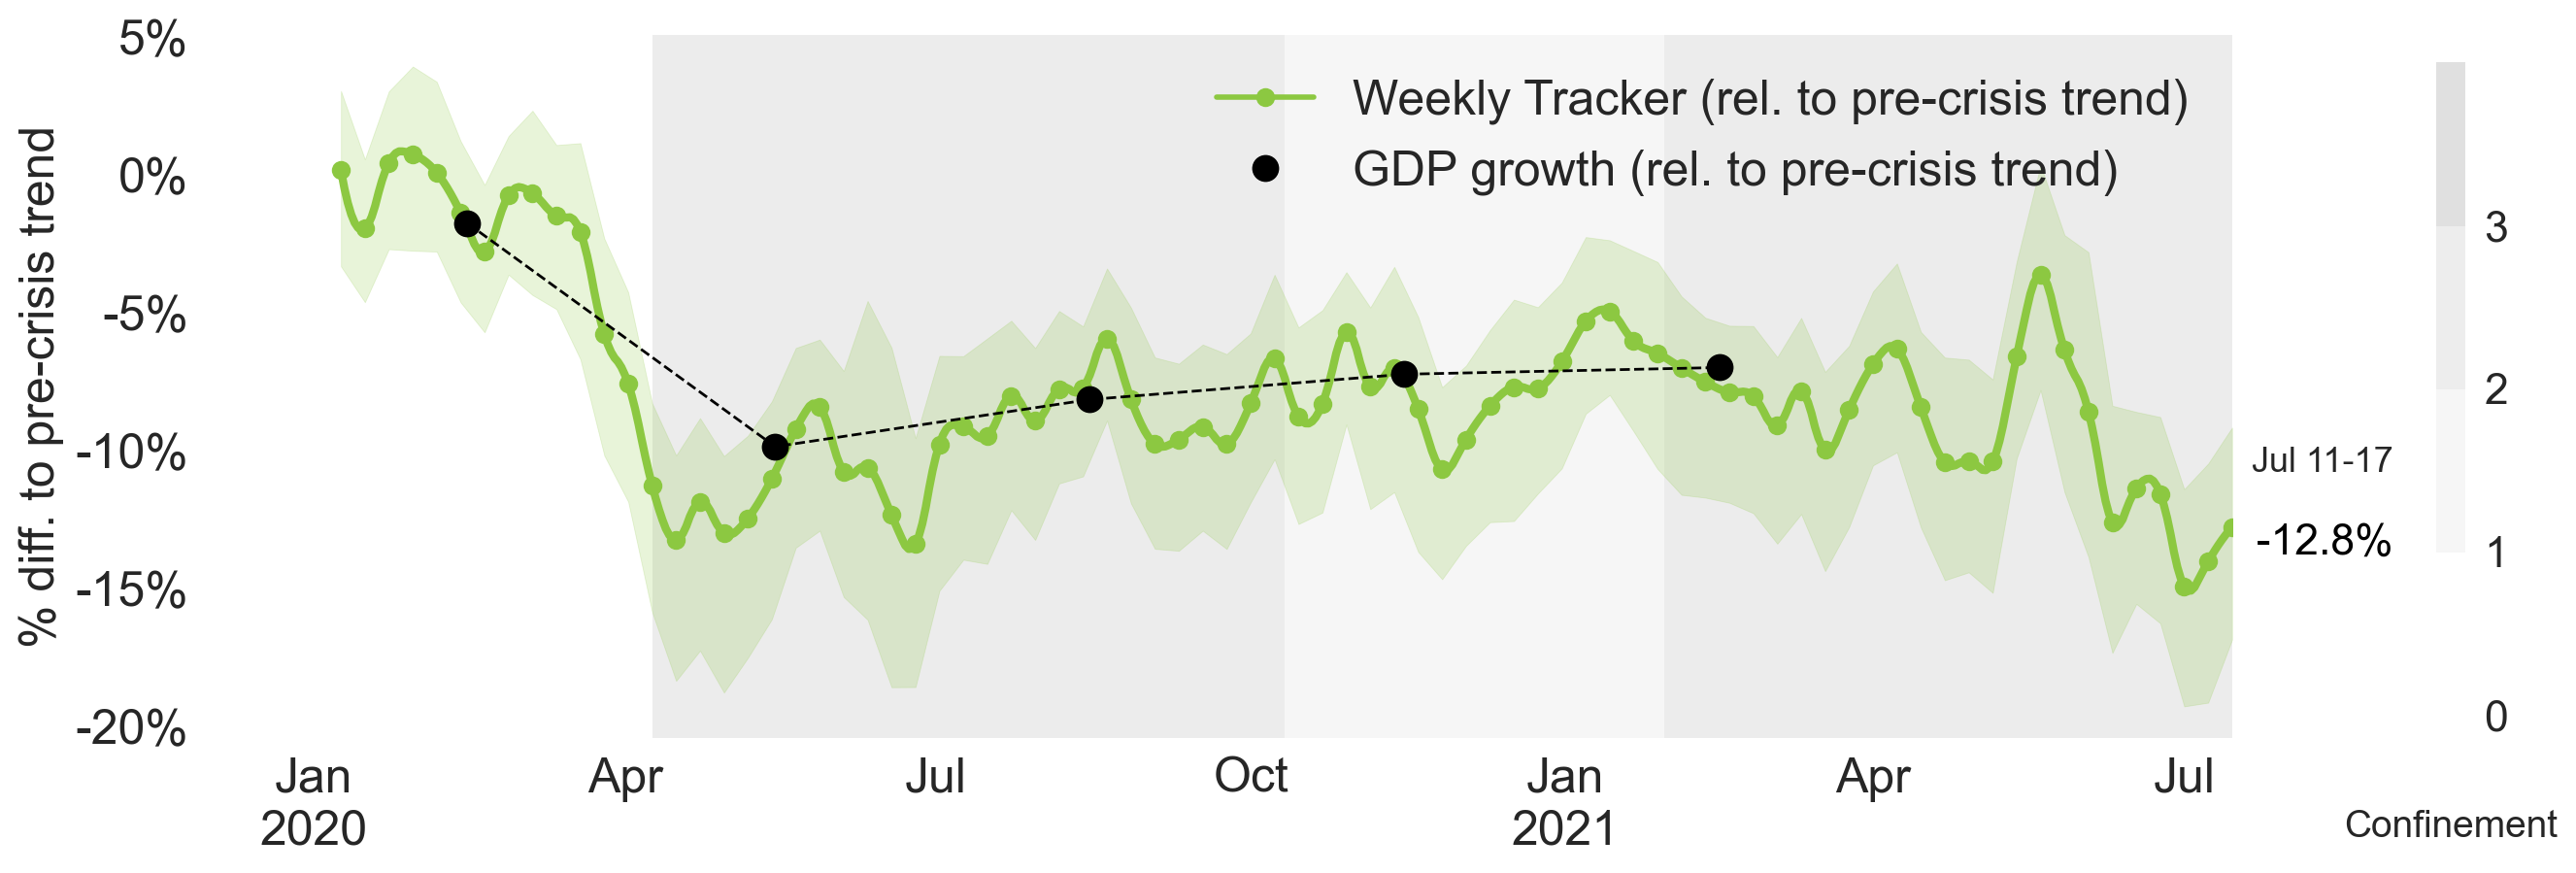 5%
0%
-5%
-10%
-15%
-20%
% diff. to pre-crisis trend
Weekly Tracker (rel. to pre-crisis trend)
GDP growth (rel. to pre-crisis trend)
Jul 11-17
-12.8%
3
2
1
0
Confinement
Jan
2020
Apr
Jul
Oct
Jan
2021
Apr
Jul